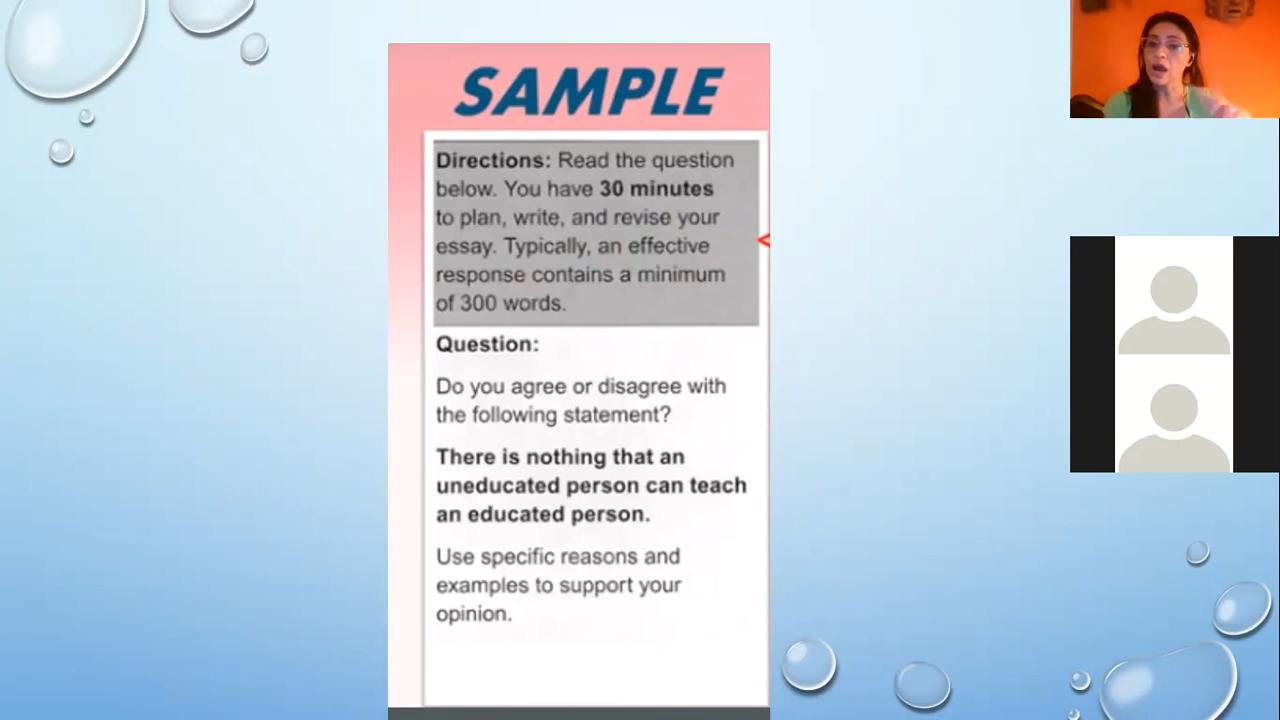 SAMPLE
Directions: Read the question
below. You have 30 minutes
to plan, write, and revise your
essay. Typically, an effective
response contains a minimum
of 300 words.
Question:
Do you agree or disagree with
the following statement?
There is nothing that an
uneducated person can teach
an educated person.
Use specific reasons and
examples to support your
opinion.